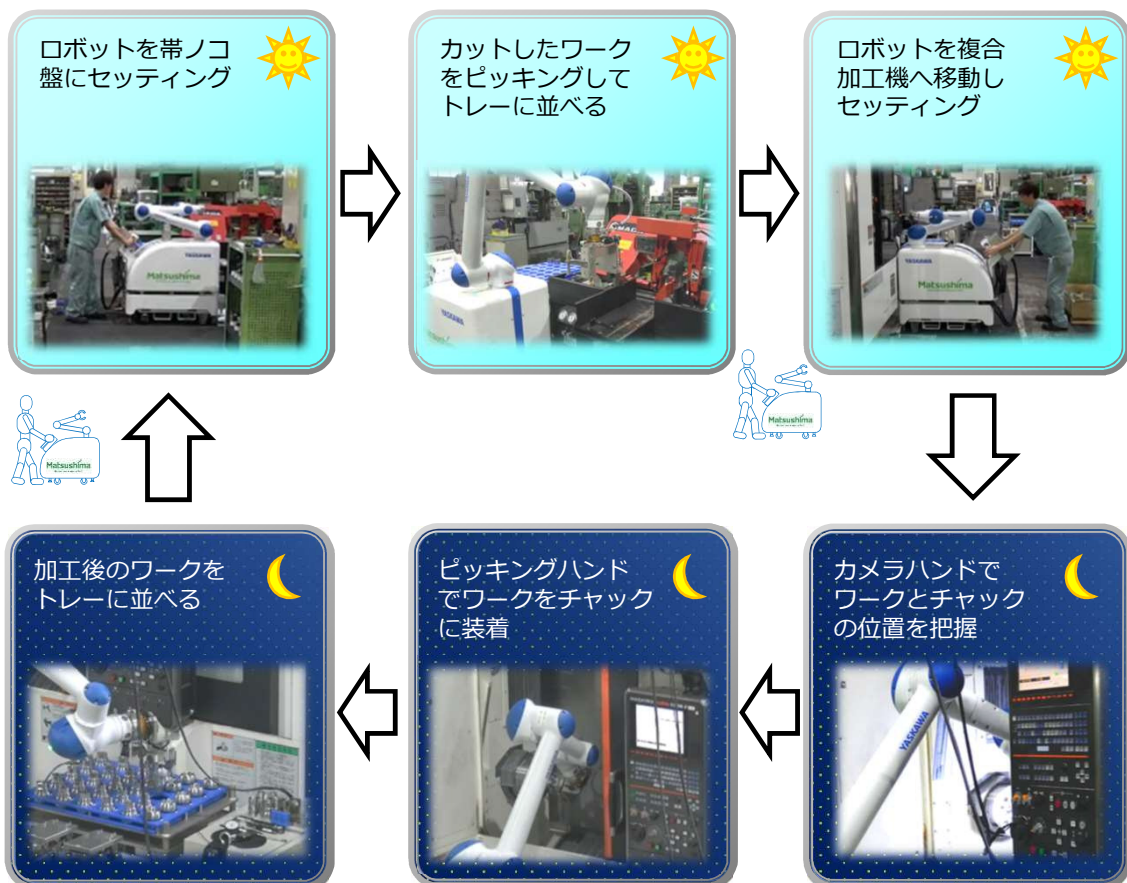 ロボットを帯ノコ
盤にセッティング
カットしたワーク
をピッキングして
トレーに並べる
ロボットを複合
加工機へ移動し
セッティング
YASKAWA
Matsushima
YASKAWA
YASKAWA
Matsushima
Matsushima
Matsushima
加工後のワークを
トレーに並べる
ピッキングハンド
でワークをチャック
に装着
カメラハンドで
ワークとチャック
の位置を把握
YASKAWA